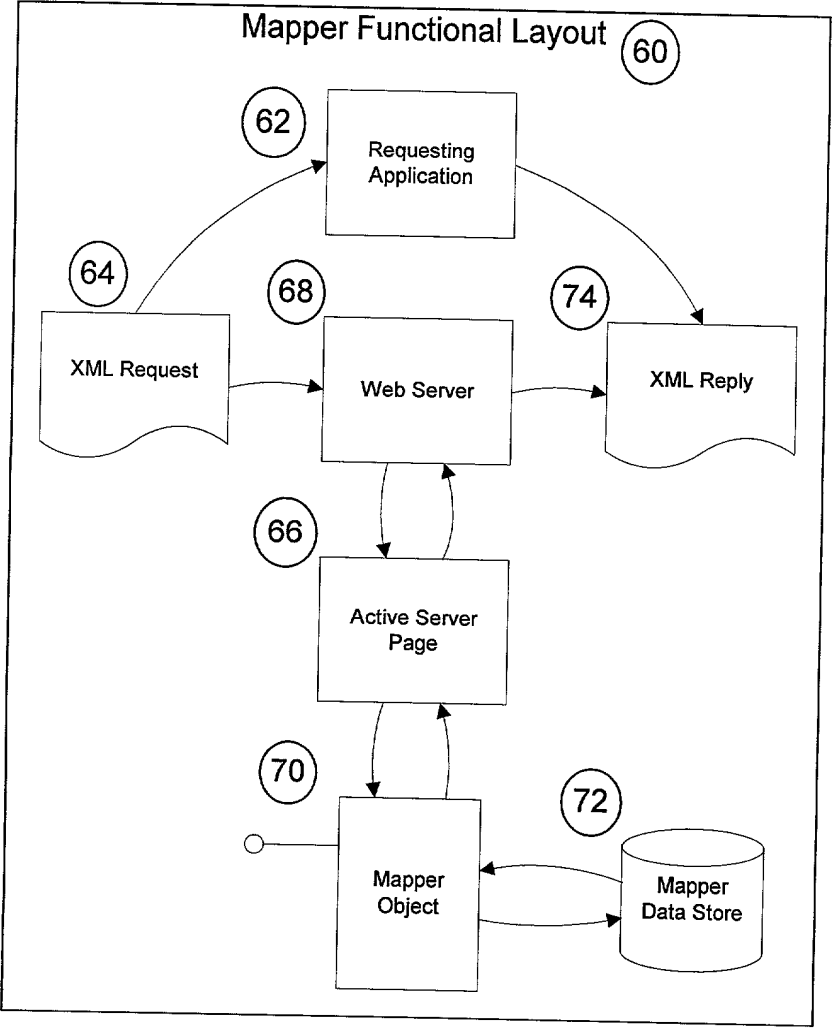 Mapper Functional Layout
60
62
Requesting
Application
64
68
74
XML Request
Web Server
XML Reply
66
Active Server
Page
70
72
Mapper
Object
Mapper
Data Store